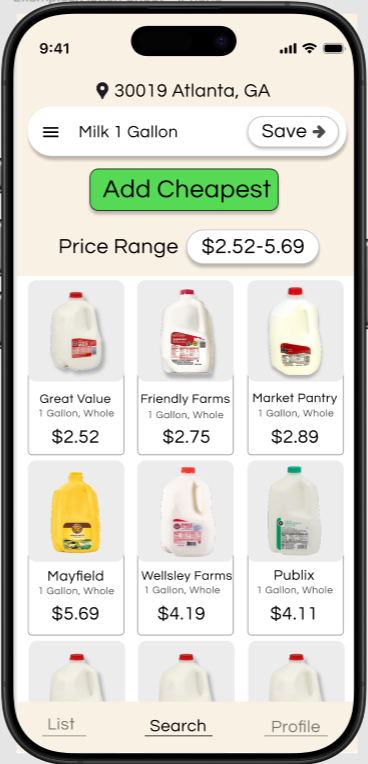 9:41
30019 Atlanta, GA
Milk 1 Gallon
Save
Add Cheapest
Price Range $2.52-5.69
Great Value
1 Gallon, Whole
$2.52
Friendly Farms
1 Gallon, Whole
$2.75
Market Pantry
1 Gallon, Whole
$2.89
Mayfield
1 Gallon, Whole
$5.69
Wellsley Farms
1 Gallon, Whole
$4.19
Publix
1 Gallon, Whole
$4.11
List Search Profile